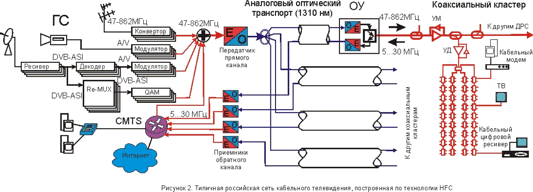 ГС
47-862МГц
Аналоговый оптический
транспорт (1310 нм)
ОУ
47-862МГц
УМ
Коаксиальный кластер
К другим ДРС
Конвертор
A/V
Модулятор
DVB-ASI
A/V
Ресивер
Декодер
Модулятор
DVB-ASI
DVB-ASI
Re-MUX
QAM
Передатчик
прямого
канала
5...30 МГц
УД
Кабельный
модем
ТВ
CMTS
5...30 МГц
Интернет
Приемники
обратного канала
К другим коаксиальным
кластерам
Кабельный
цифровой
ресивер
Рисунок 2. Типичная российская сеть кабельного телевидения, построенная по технологии HFC